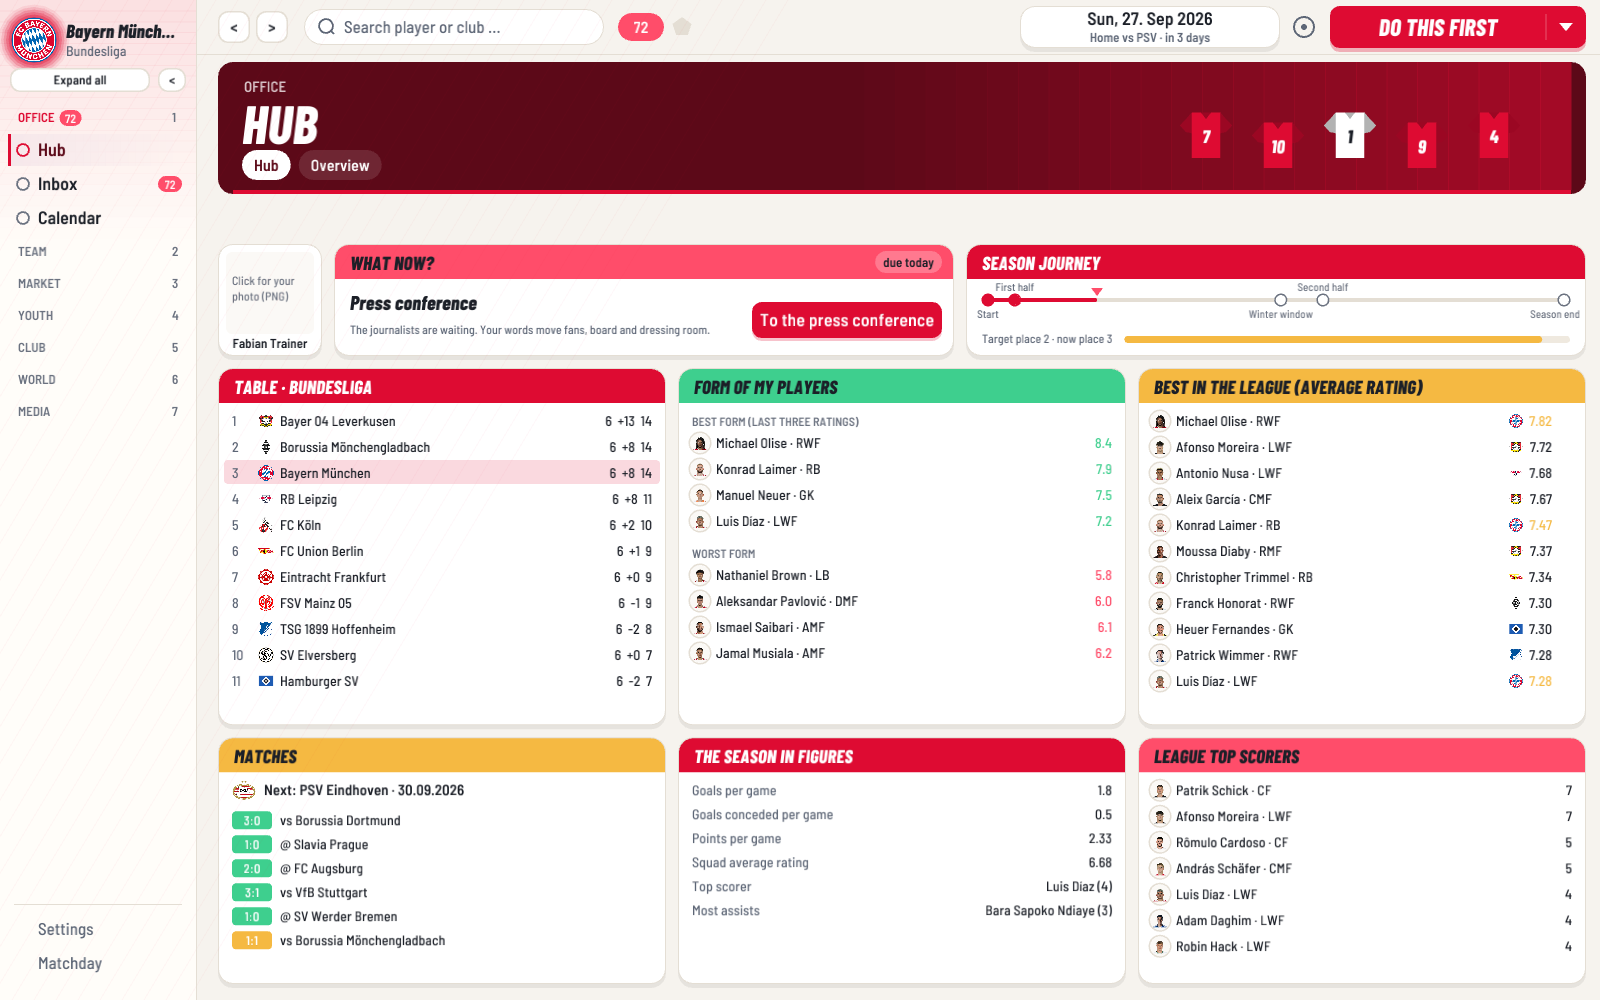 Bayern Münch...
Bundesliga
Expand all
<
OFFICE 72 1
Hub
Inbox 72
Calendar
TEAM 2
MARKET 3
YOUTH 4
CLUB 5
WORLD 6
MEDIA 7
Settings
Matchday
< >
Search player or club ...
72
Sun, 27. Sep 2026
Home vs PSV · in 3 days
DO THIS FIRST
OFFICE
HUB
Hub Overview
7 10 1 9 4
Click for your
photo (PNG)
Fabian Trainer
WHAT NOW? due today
Press conference
The journalists are waiting. Your words move fans, board and dressing room.
To the press conference
SEASON JOURNEY
First half Second half
Start Winter window Season end
Target place 2 · now place 3
TABLE · BUNDESLIGA
1 Bayer 04 Leverkusen 6 +13 14
2 Borussia Mönchengladbach 6 +8 14
3 Bayern München 6 +8 14
4 RB Leipzig 6 +8 11
5 FC Köln 6 +2 10
6 FC Union Berlin 6 +1 9
7 Eintracht Frankfurt 6 +0 9
8 FSV Mainz 05 6 -1 9
9 TSG 1899 Hoffenheim 6 -2 8
10 SV Elversberg 6 +0 7
11 Hamburger SV 6 -2 7
FORM OF MY PLAYERS
BEST FORM (LAST THREE RATINGS)
Michael Olise · RWF 8.4
Konrad Laimer · RB 7.9
Manuel Neuer · GK 7.5
Luis Díaz · LWF 7.2
WORST FORM
Nathaniel Brown · LB 5.8
Aleksandar Pavlović · DMF 6.0
Ismael Saibari · AMF 6.1
Jamal Musiala · AMF 6.2
BEST IN THE LEAGUE (AVERAGE RATING)
Michael Olise · RWF 7.82
Afonso Moreira · LWF 7.72
Antonio Nusa · LWF 7.68
Aleix García · CMF 7.67
Konrad Laimer · RB 7.47
Moussa Diaby · RMF 7.37
Christopher Trimmel · RB 7.34
Franck Honorat · RWF 7.30
Heuer Fernandes · GK 7.30
Patrick Wimmer · RWF 7.28
Luis Díaz · LWF 7.28
MATCHES
Next: PSV Eindhoven · 30.09.2026
3:0 vs Borussia Dortmund
1:0 @ Slavia Prague
2:0 @ FC Augsburg
3:1 vs VfB Stuttgart
1:0 @ SV Werder Bremen
1:1 vs Borussia Mönchengladbach
THE SEASON IN FIGURES
Goals per game 1.8
Goals conceded per game 0.5
Points per game 2.33
Squad average rating 6.68
Top scorer Luis Díaz (4)
Most assists Bara Sapoko Ndiaye (3)
LEAGUE TOP SCORERS
Patrik Schick · CF 7
Afonso Moreira · LWF 7
Rômulo Cardoso · CF 5
András Schäfer · CMF 5
Luis Díaz · LWF 4
Adam Daghim · LWF 4
Robin Hack · LWF 4